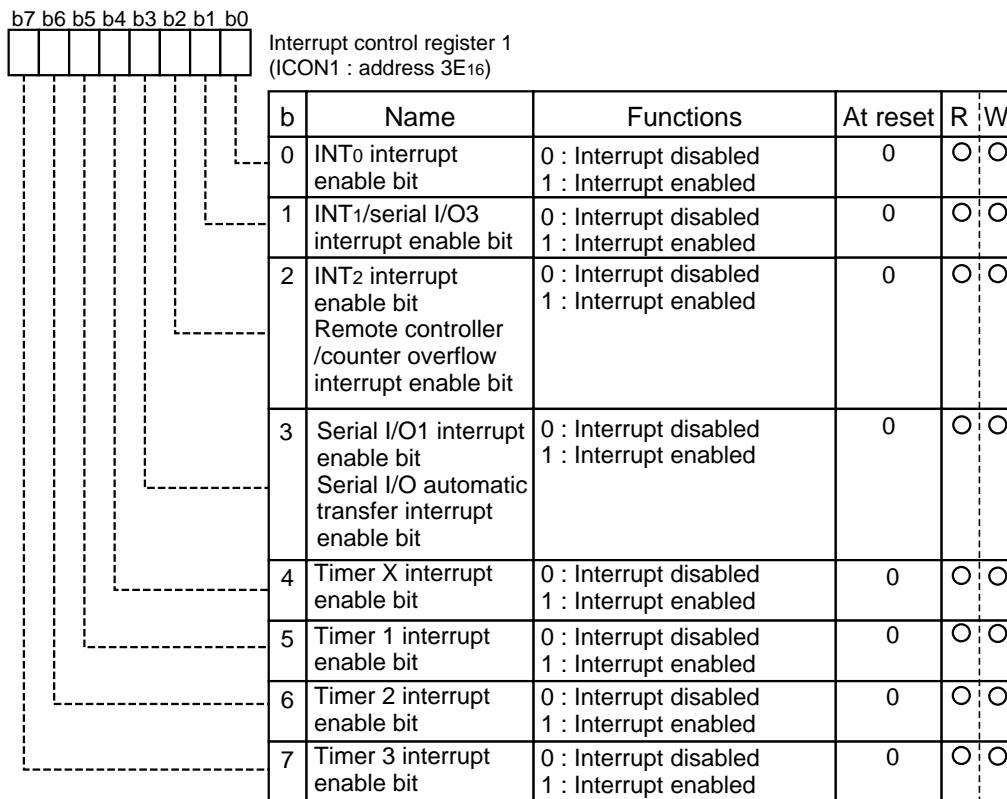 b7 b6 b5 b4 b3 b2 b1 b0
Interrupt control register 1
(ICON1 : address 3E16)
b Name Functions At reset R W
0 INT0 interrupt enable bit 0 : Interrupt disabled 0 O O
1 : Interrupt enabled
1 INT1/serial I/O3 0 : Interrupt disabled 0 O O
interrupt enable bit 1 : Interrupt enabled
2 INT2 interrupt 0 : Interrupt disabled 0 O O
enable bit 1 : Interrupt enabled
Remote controller
/counter overflow
interrupt enable bit
3 Serial I/O1 interrupt 0 : Interrupt disabled 0 O O
enable bit 1 : Interrupt enabled
Serial I/O automatic
transfer interrupt
enable bit
4 Timer X interrupt 0 : Interrupt disabled 0 O O
enable bit 1 : Interrupt enabled
5 Timer 1 interrupt 0 : Interrupt disabled 0 O O
enable bit 1 : Interrupt enabled
6 Timer 2 interrupt 0 : Interrupt disabled 0 O O
enable bit 1 : Interrupt enabled
7 Timer 3 interrupt 0 : Interrupt disabled 0 O O
enable bit 1 : Interrupt enabled